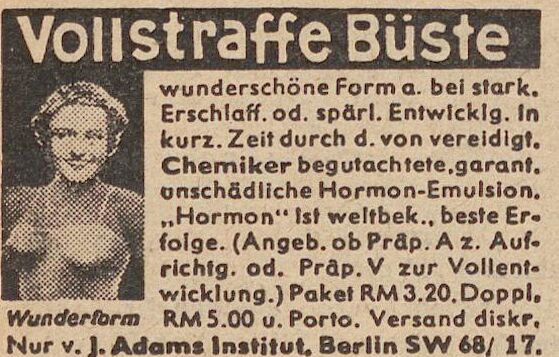 Vollstraffe Büste
wunderschöne Form a. bei stark.
Erschlaff. od. spärl. Entwicklg. in
kurz. Zeit durch d. von vereidigt.
Chemiker begutachtete, garant.
unschädliche Hormon-Emulsion.
„Hormon“ ist weltbek., beste Er-
folge. (Angeb. ob Präp. A z. Auf-
richtg. od. Präp. V zur Vollent-
wicklung.) Paket RM 3.20. Doppl.
Wunderform RM 5.00 u. Porto. Versand diskr.
Nur v. J. Adams Institut, Berlin SW 68/ 17.